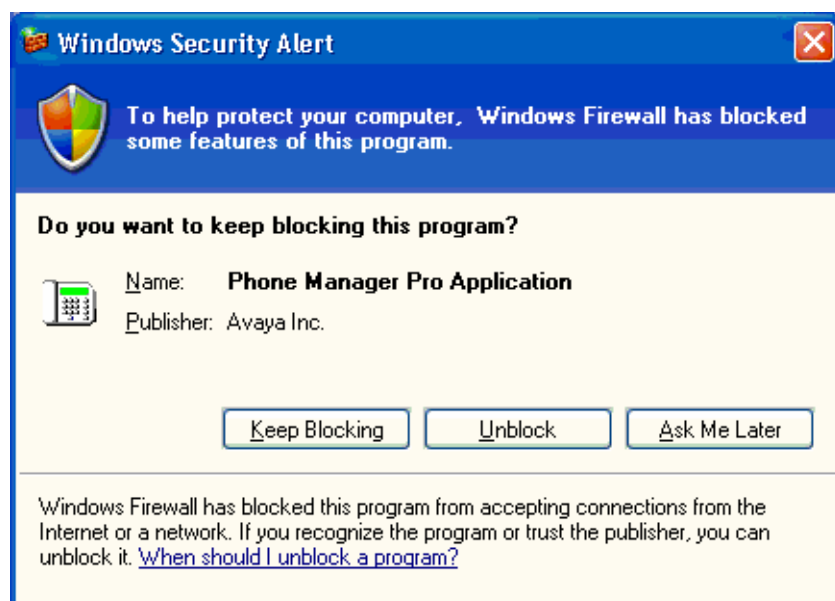 Windows Security Alert
To help protect your computer, Windows Firewall has blocked
some features of this program.
Do you want to keep blocking this program?
Name: Phone Manager Pro Application
Publisher: Avaya Inc.
Keep Blocking Unblock Ask Me Later
Windows Firewall has blocked this program from accepting connections from the
Internet or a network. If you recognize the program or trust the publisher, you can
unblock it. When should I unblock a program?